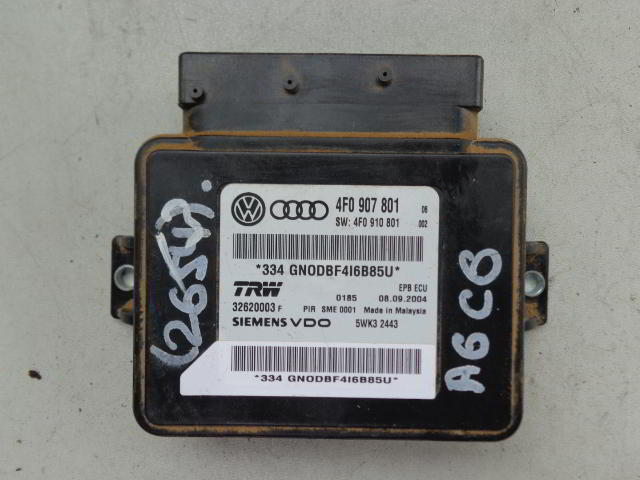 4F0 907 801 06
SW: 4F0 910 801 002
*334 GNODBF4I6B85U*
TRW EPB ECU
0185 08.09.2004
32620003 F PIR SME 0001 Made in Malaysia
SIEMENS VDO 5WK3 2443
*334 GNODBF4I6B85U*
A6 C6